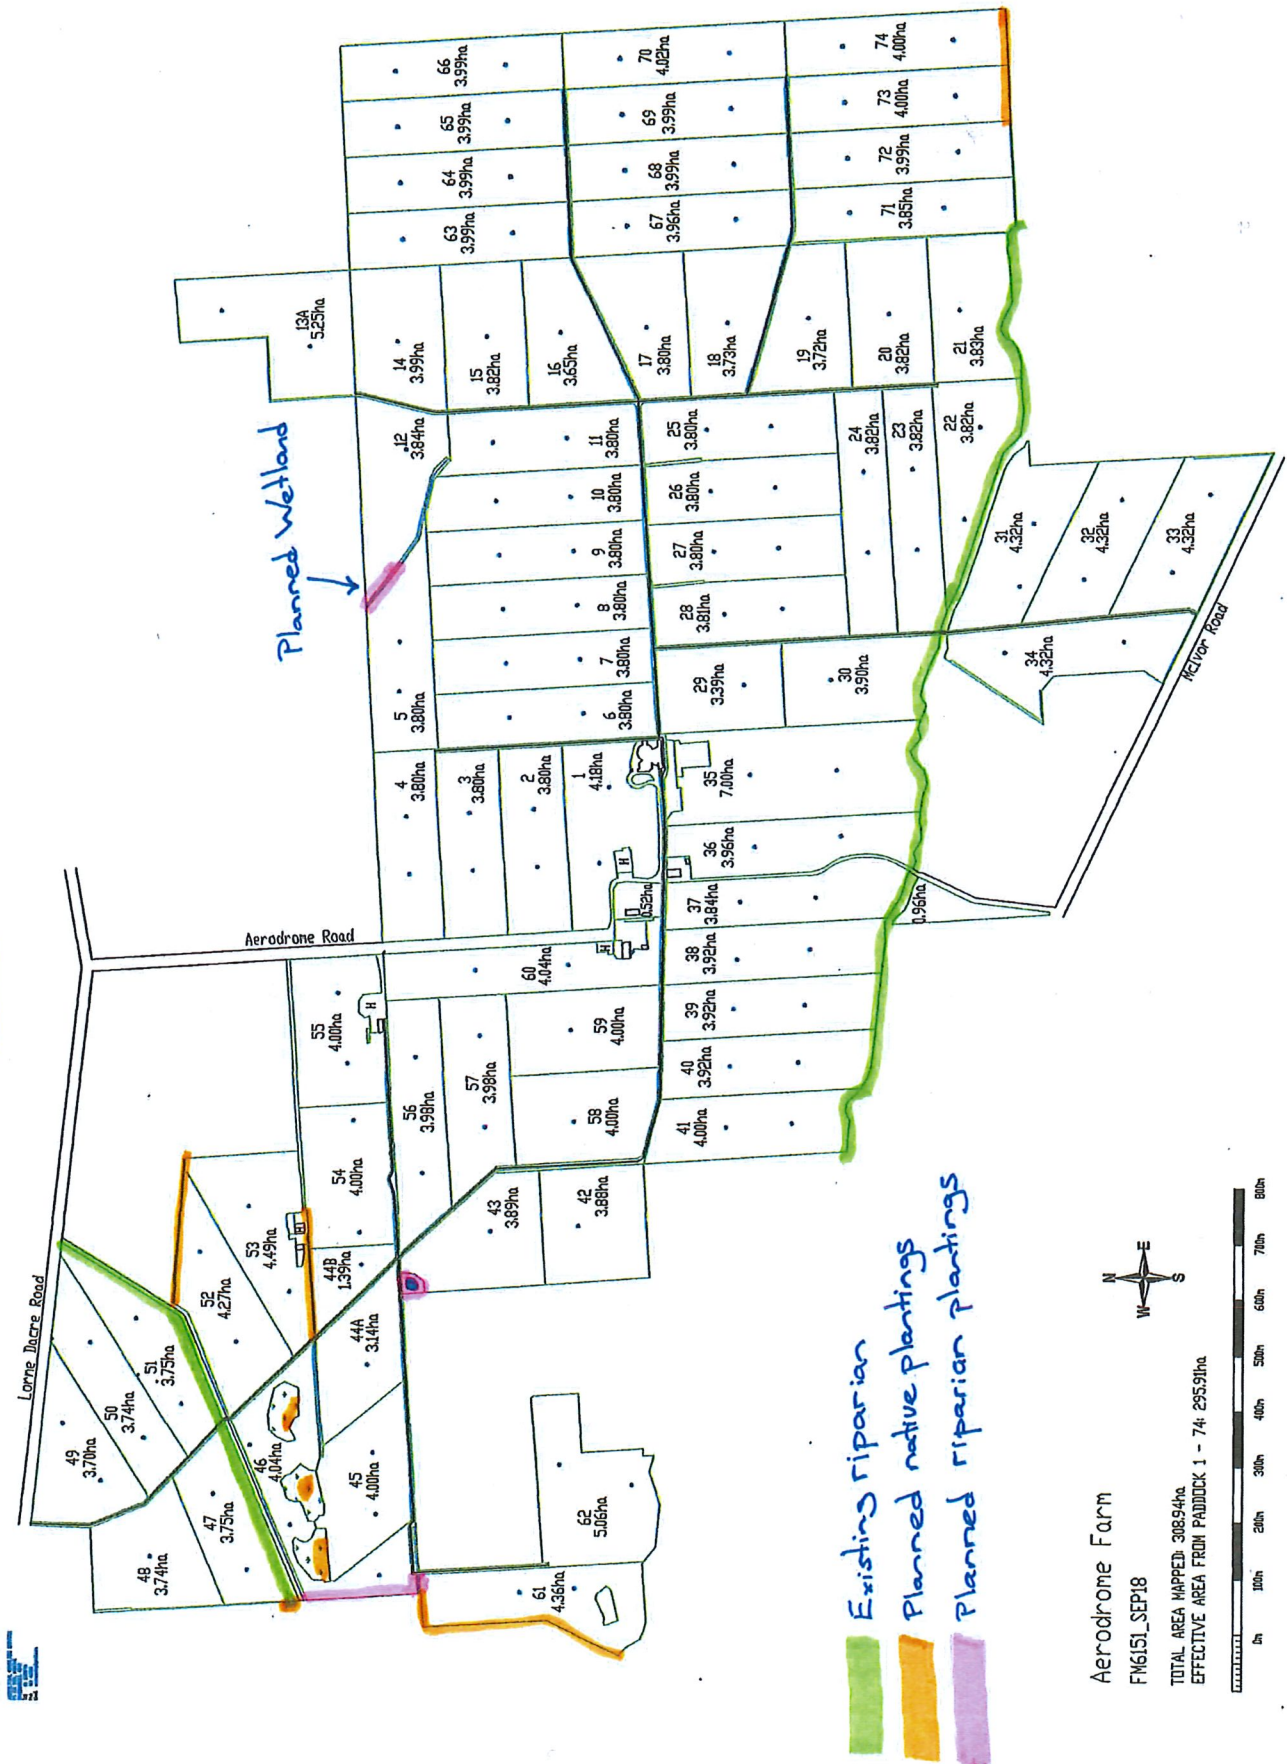 Lorne Dacre Road
Aerodrone Road
McIvor Road
Planned Wetland
49
3.70ha
50
3.74ha
51
3.75ha
48
3.74ha
47
3.75ha
46
4.04ha
52
4.27ha
53
4.49ha
H
44B
1.39ha
54
4.00ha
55
4.00ha
H
44A
3.14ha
45
4.00ha
56
3.98ha
57
3.98ha
58
4.00ha
59
4.00ha
60
4.04ha
H
43
3.89ha
42
3.88ha
61
4.36ha
62
5.06ha
4
3.80ha
3
3.80ha
2
3.80ha
1
4.18ha
H
0.52ha
5
3.80ha
6
3.80ha
7
3.80ha
8
3.80ha
9
3.80ha
10
3.80ha
11
3.80ha
12
3.84ha
13A
5.25ha
14
3.99ha
15
3.82ha
16
3.65ha
17
3.80ha
18
3.73ha
19
3.72ha
20
3.82ha
21
3.83ha
22
3.82ha
23
3.82ha
24
3.82ha
25
3.80ha
26
3.80ha
27
3.80ha
28
3.81ha
29
3.39ha
30
3.90ha
31
4.32ha
32
4.32ha
33
4.32ha
34
4.32ha
35
7.00ha
36
3.96ha
37
3.84ha
0.96ha
38
3.92ha
39
3.92ha
40
3.92ha
41
4.00ha
63
3.99ha
64
3.99ha
65
3.99ha
66
3.99ha
67
3.96ha
68
3.99ha
69
3.99ha
70
4.02ha
71
3.85ha
72
3.99ha
73
4.00ha
74
4.00ha
Existing riparian
Planned native plantings
Planned riparian plantings
N
W
E
S
Aerodrome Farm
FM6151_SEP18
TOTAL AREA MAPPED: 308.94ha
EFFECTIVE AREA FROM PADDOCK 1 - 74: 295.91ha
0m 100m 200m 300m 400m 500m 600m 700m 800m